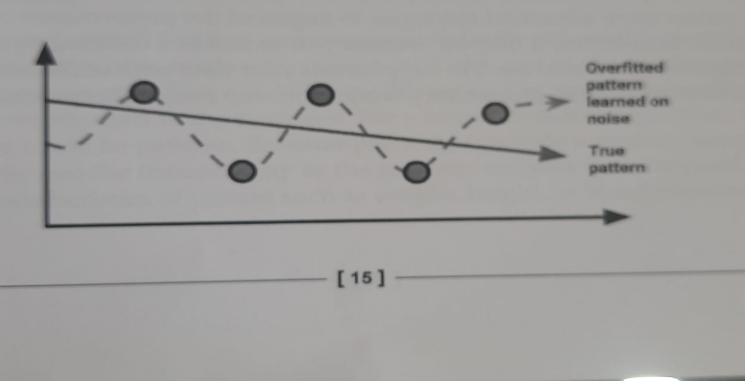 Overfitted
pattern
learned on
noise
True
pattern
[ 15 ]